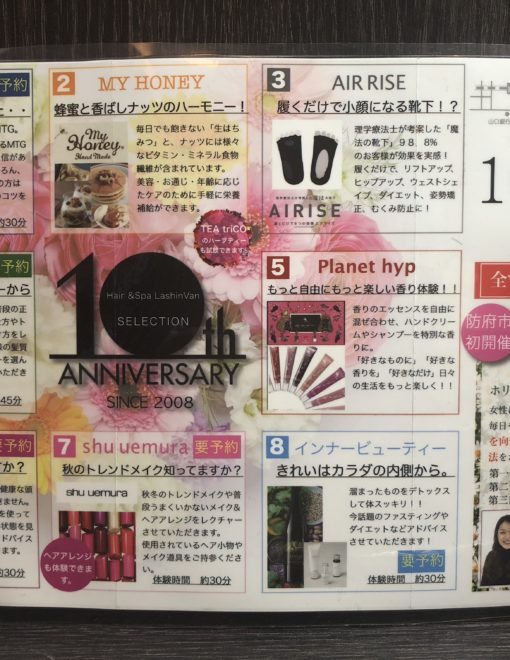 予約
MTG。
MTG
信があ
ろん、
の方は
コツを
約30分
2 MY HONEY
蜂蜜と香ばしナッツのハーモニー！
My Honey
Hand Made
毎日でも飽きない「生はち
みつ」と、ナッツには様々
なビタミン・ミネラル食物
繊維が含まれています。
美容・お通じ・年齢に応じ
たケアのために手軽に栄養
補給ができます。
TEA triCO
のハーブティー
も試飲できます。
3 AIR RISE
履くだけで小顔になる靴下！？
理学療法士が考案した「魔
法の靴下」９８．８％
のお客様が効果を実感！
履くだけで、リフトアップ、
ヒップアップ、ウェストシェ
イプ、ダイエット、姿勢矯
正、むくみ防止に！
AIRISE
1
予約
ーから
段の正
方をレ
の髪質
45分
Hair &Spa LashinVan
SELECTION
10th
ANNIVERSARY
SINCE 2008
5 Planet hyp
もっと自由にもっと楽しい香り体験！！
香りのエッセンスを自由に
混ぜ合わせ、ハンドクリー
ムやシャンプーを特別な香
りに。
「好きなものに」「好きな
香りを」「好きなだけ」日々
の生活をもっと楽しく！！
全
防府市
初開催
要予約
すか？
健康な頭
きません。
を使って
状態を見
ドバイス
ます。
約30分
7 shu uemura 要予約
秋のトレンドメイク知ってますか？
shu uemura
秋冬のトレンドメイクや普
段うまくいかないメイク＆
ヘアアレンジをレクチャー
させていただきます。
使用されているヘア小物や
メイク道具をご持参くださ
い。
ヘアアレンジ
も体験できま
す。
体験時間　約30分
8 インナービューティー
きれいはカラダの内側から。
溜まったものをデトックス
して体スッキリ！！
今話題のファスティングや
ダイエットなどアドバイス
させていただきます！
要予約
体験時間　約30分
ホリ
女性に
毎日や
を向
法を
第一
第二
第三